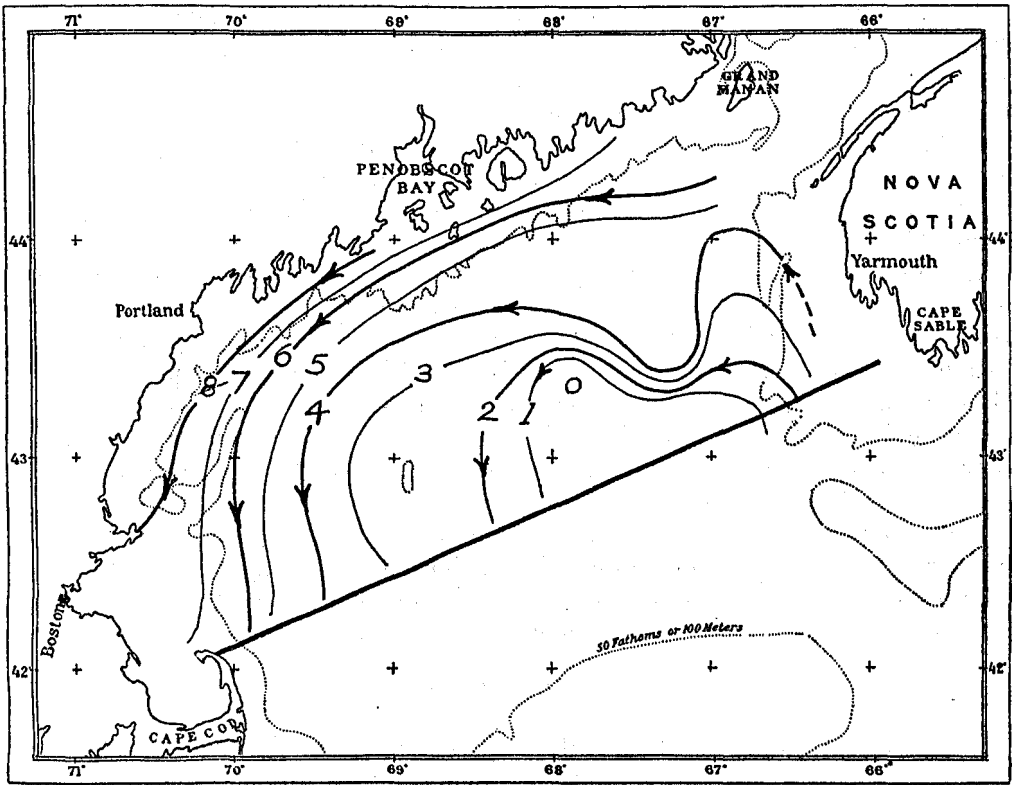 71° 70° 69° 68° 67° 66°
GRAND
MANAN
PENOBSCOT
BAY
NOVA
SCOTIA
44° 44°
Yarmouth
Portland
CAPE
SABLE
8 7 6 5
4 3 2 1 0
43° 43°
Boston
50 Fathoms or 100 Meters
42° 42°
CAPE COD
71° 70° 69° 68° 67° 66°